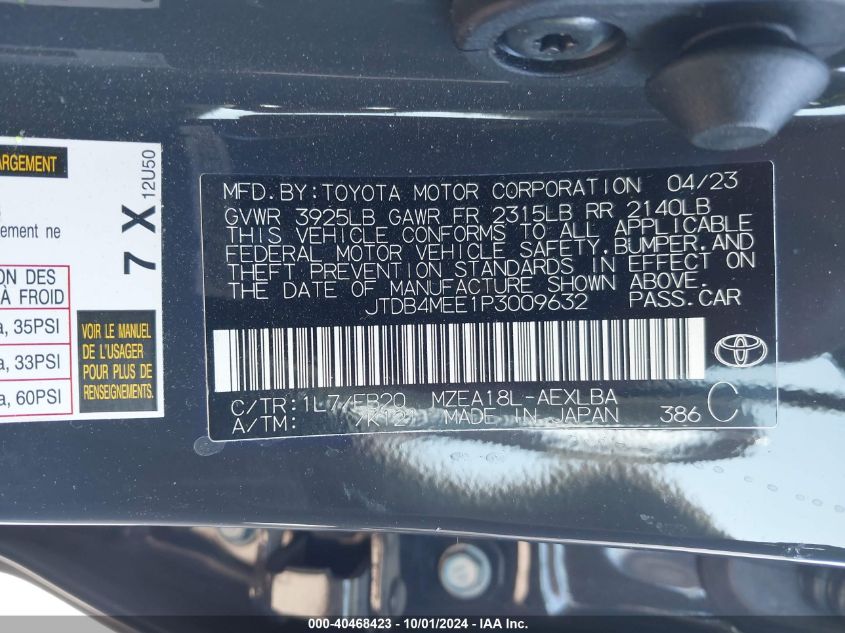 ARGEMENT
ement ne
ION DES
À FROID
a, 35PSI
a, 33PSI
a, 60PSI
7 X
12U50
VOIR LE MANUEL
DE L'USAGER
POUR PLUS DE
RENSEIGNEMENTS.
MFD.BY:TOYOTA MOTOR CORPORATION 04/23
GVWR 3925LB GAWR FR 2315LB RR 2140LB
THIS VEHICLE CONFORMS TO ALL APPLICABLE
FEDERAL MOTOR VEHICLE SAFETY,BUMPER,AND
THEFT PREVENTION STANDARDS IN EFFECT ON
THE DATE OF MANUFACTURE SHOWN ABOVE.
JTDB4MEE1P3009632 PASS.CAR
TOYOTA
C/TR:1L7/FB20 MZEA18L-AEXLBA
A/TM: /K121 MADE IN JAPAN 386 C
000-40468423 - 10/01/2024 - IAA Inc.